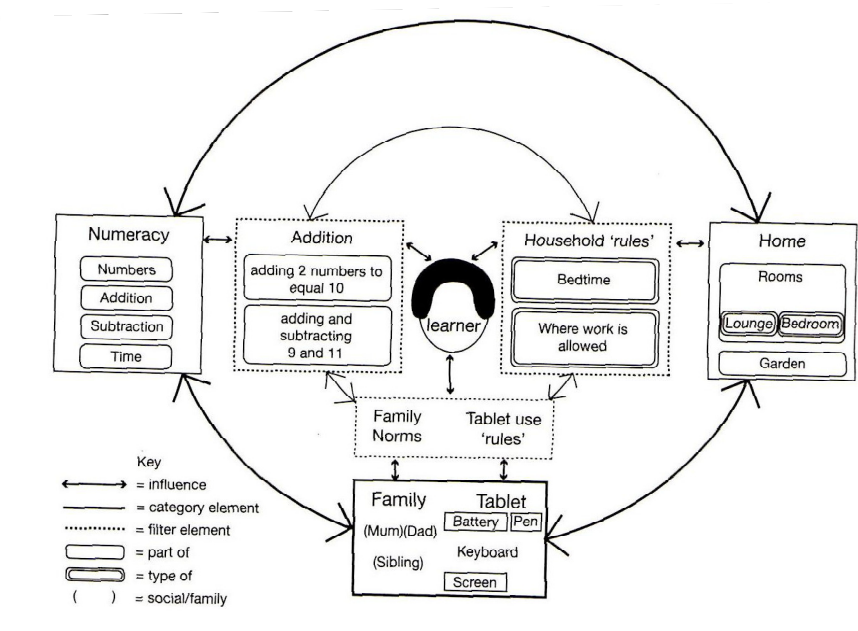 Numeracy
Numbers
Addition
Subtraction
Time
Addition
adding 2 numbers to
equal 10
adding and
subtracting
9 and 11
learner
Household 'rules'
Bedtime
Where work is
allowed
Home
Rooms
Lounge Bedroom
Garden
Family
Norms
Tablet use
'rules'
Family
(Mum)(Dad)
(Sibling)
Tablet
Battery Pen
Keyboard
Screen
Key
= influence
= category element
= filter element
= part of
= type of
( ) = social/family